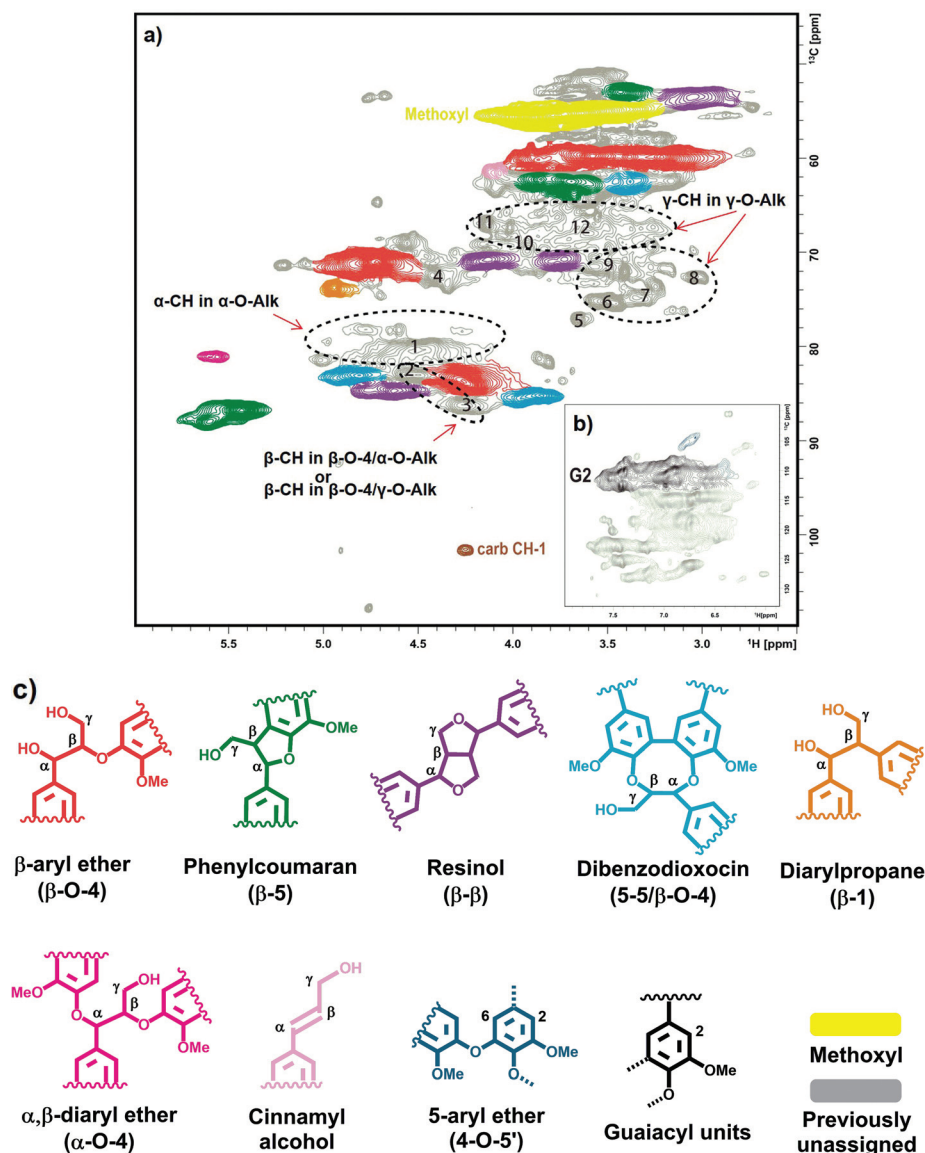 a)
¹³C [ppm]
Methoxyl
60
γ-CH in γ-O-Alk
11
12
10
70
9
4
8
7
6
α-CH in α-O-Alk
5
1
80
2
3
b)
¹³C [ppm]
90
β-CH in β-O-4/α-O-Alk
or
β-CH in β-O-4/γ-O-Alk
G2
105
110
115
120
125
130
100
carb CH-1
7.5 7.0 6.5 ¹H[ppm]
5.5 5.0 4.5 4.0 3.5 3.0 ¹H [ppm]
c)
HO γ β α HO O OMe
β-aryl ether
(β-O-4)
HO γ β α O OMe
Phenylcoumaran
(β-5)
γ O β α O
Resinol
(β-β)
MeO OMe O β α O γ HO
Dibenzodioxocin
(5-5/β-O-4)
HO γ β α HO
Diarylpropane
(β-1)
MeO γ OH O β α O OMe
α,β-diaryl ether
(α-O-4)
OH γ β α
Cinnamyl
alcohol
6 2 O OMe OMe O
5-aryl ether
(4-O-5')
2 OMe O
Guaiacyl units
Methoxyl
Previously
unassigned